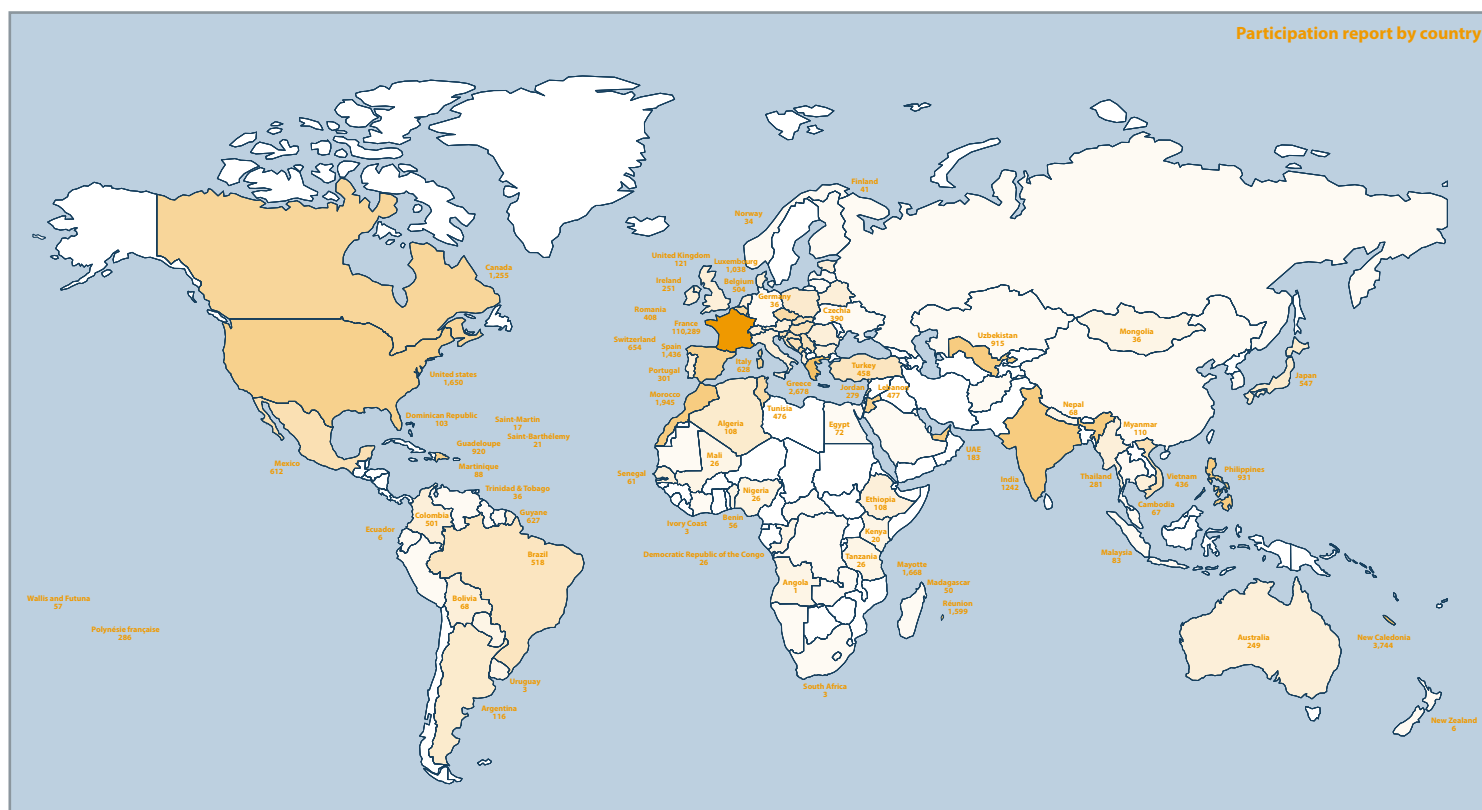 Participation report by country
Finland
41
Norway
34
United Kingdom
121
Luxembourg
1,038
Canada
1,255
Ireland
251
Belgium
504
Germany
36
Romania
408
Czechia
390
France
110,289
Uzbekistan
915
Mongolia
36
Switzerland
654
Spain
1,436
Italy
628
Portugal
301
Turkey
458
United states
1,650
Greece
2,678
Jordan
279
Lebanon
477
Japan
547
Morocco
1,945
Tunisia
476
Nepal
68
Dominican Republic
103
Saint-Martin
17
Saint-Barthélemy
21
Algeria
108
Egypt
72
Myanmar
110
Guadeloupe
920
UAE
182
Mali
26
Mexico
612
Martinique
88
Senegal
61
India
1242
Thailand
281
Vietnam
436
Philippines
931
Trinidad & Tobago
36
Nigeria
26
Ethiopia
108
Cambodia
67
Colombia
501
Guyane
627
Ivory Coast
3
Benin
56
Ecuador
6
Kenya
20
Brazil
518
Democratic Republic of the Congo
26
Tanzania
26
Malaysia
83
Mayotte
1,668
Angola
1
Madagascar
50
Wallis and Futuna
57
Bolivia
68
Réunion
1,599
Polynésie française
286
Australia
249
New Caledonia
3,744
Uruguay
3
South Africa
3
Argentina
116
New Zealand
6